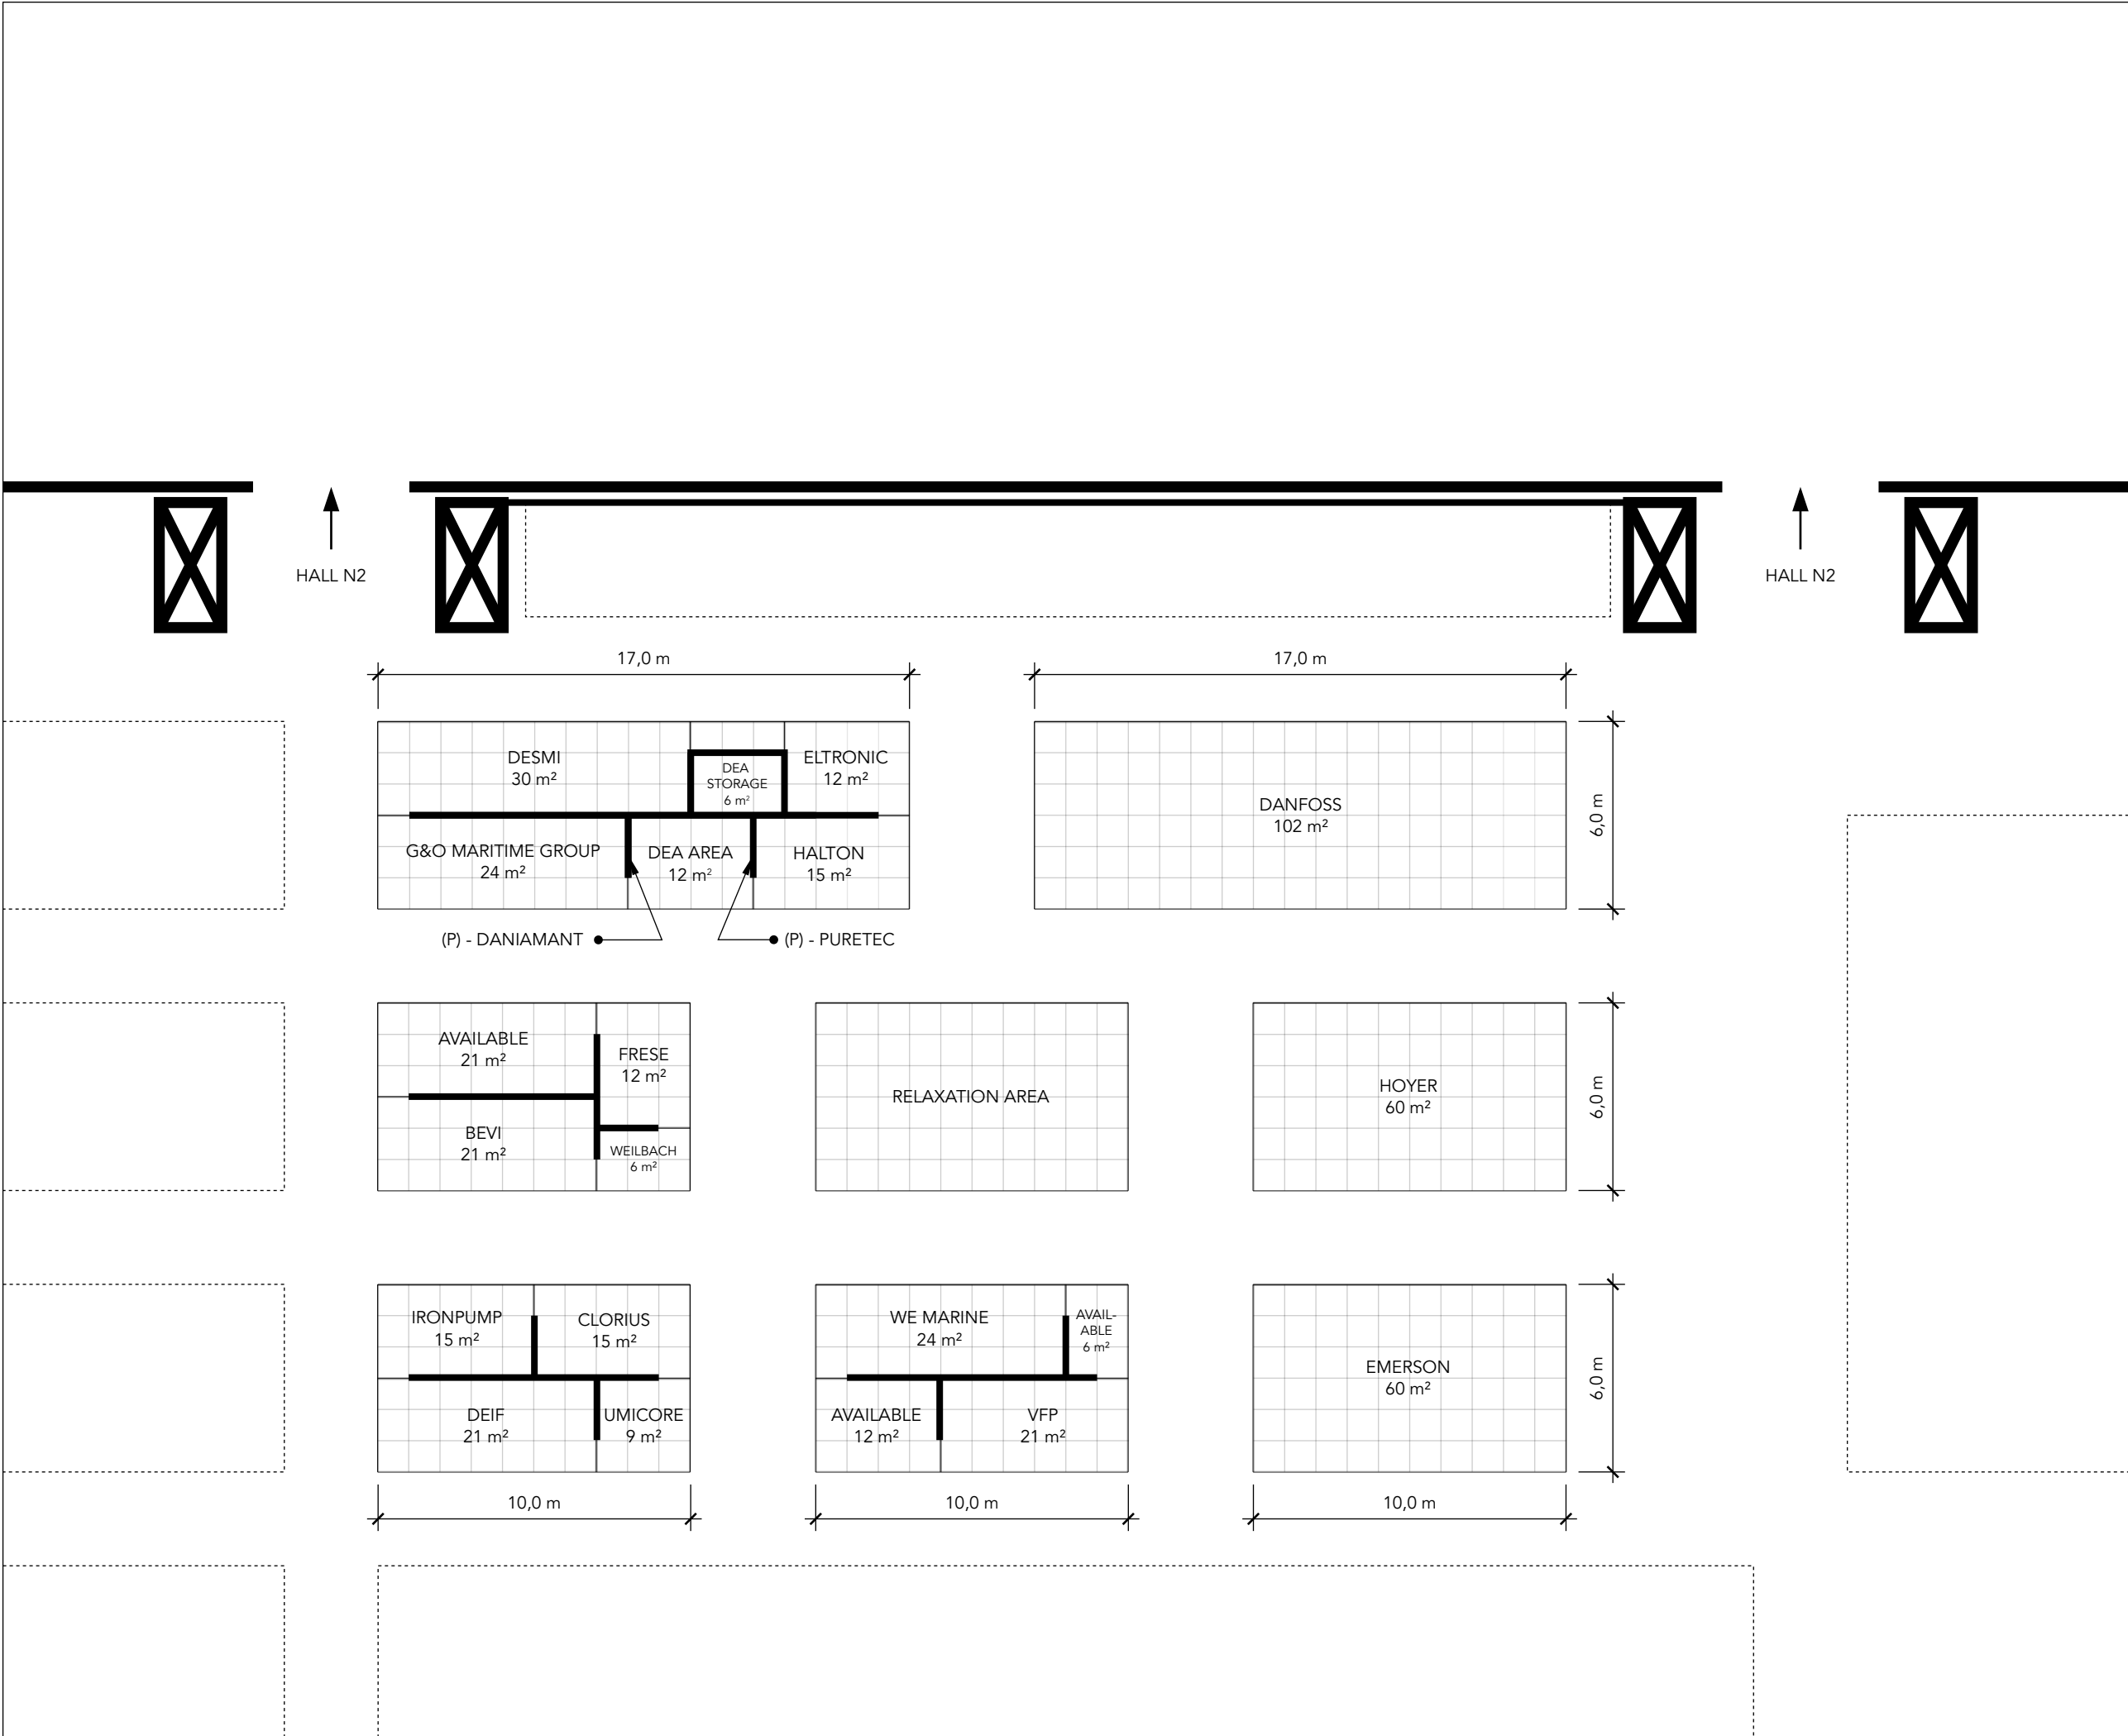 HALL N2
HALL N2
17,0 m
17,0 m
DESMI
30 m²
DEA
STORAGE
6 m²
ELTRONIC
12 m²
G&O MARITIME GROUP
24 m²
DEA AREA
12 m²
HALTON
15 m²
DANFOSS
102 m²
6,0 m
(P) - DANIAMANT
(P) - PURETEC
AVAILABLE
21 m²
FRESE
12 m²
BEVI
21 m²
WEILBACH
6 m²
RELAXATION AREA
HOYER
60 m²
6,0 m
IRONPUMP
15 m²
CLORIUS
15 m²
DEIF
21 m²
UMICORE
9 m²
WE MARINE
24 m²
AVAIL-
ABLE
6 m²
AVAILABLE
12 m²
VFP
21 m²
EMERSON
60 m²
6,0 m
10,0 m
10,0 m
10,0 m